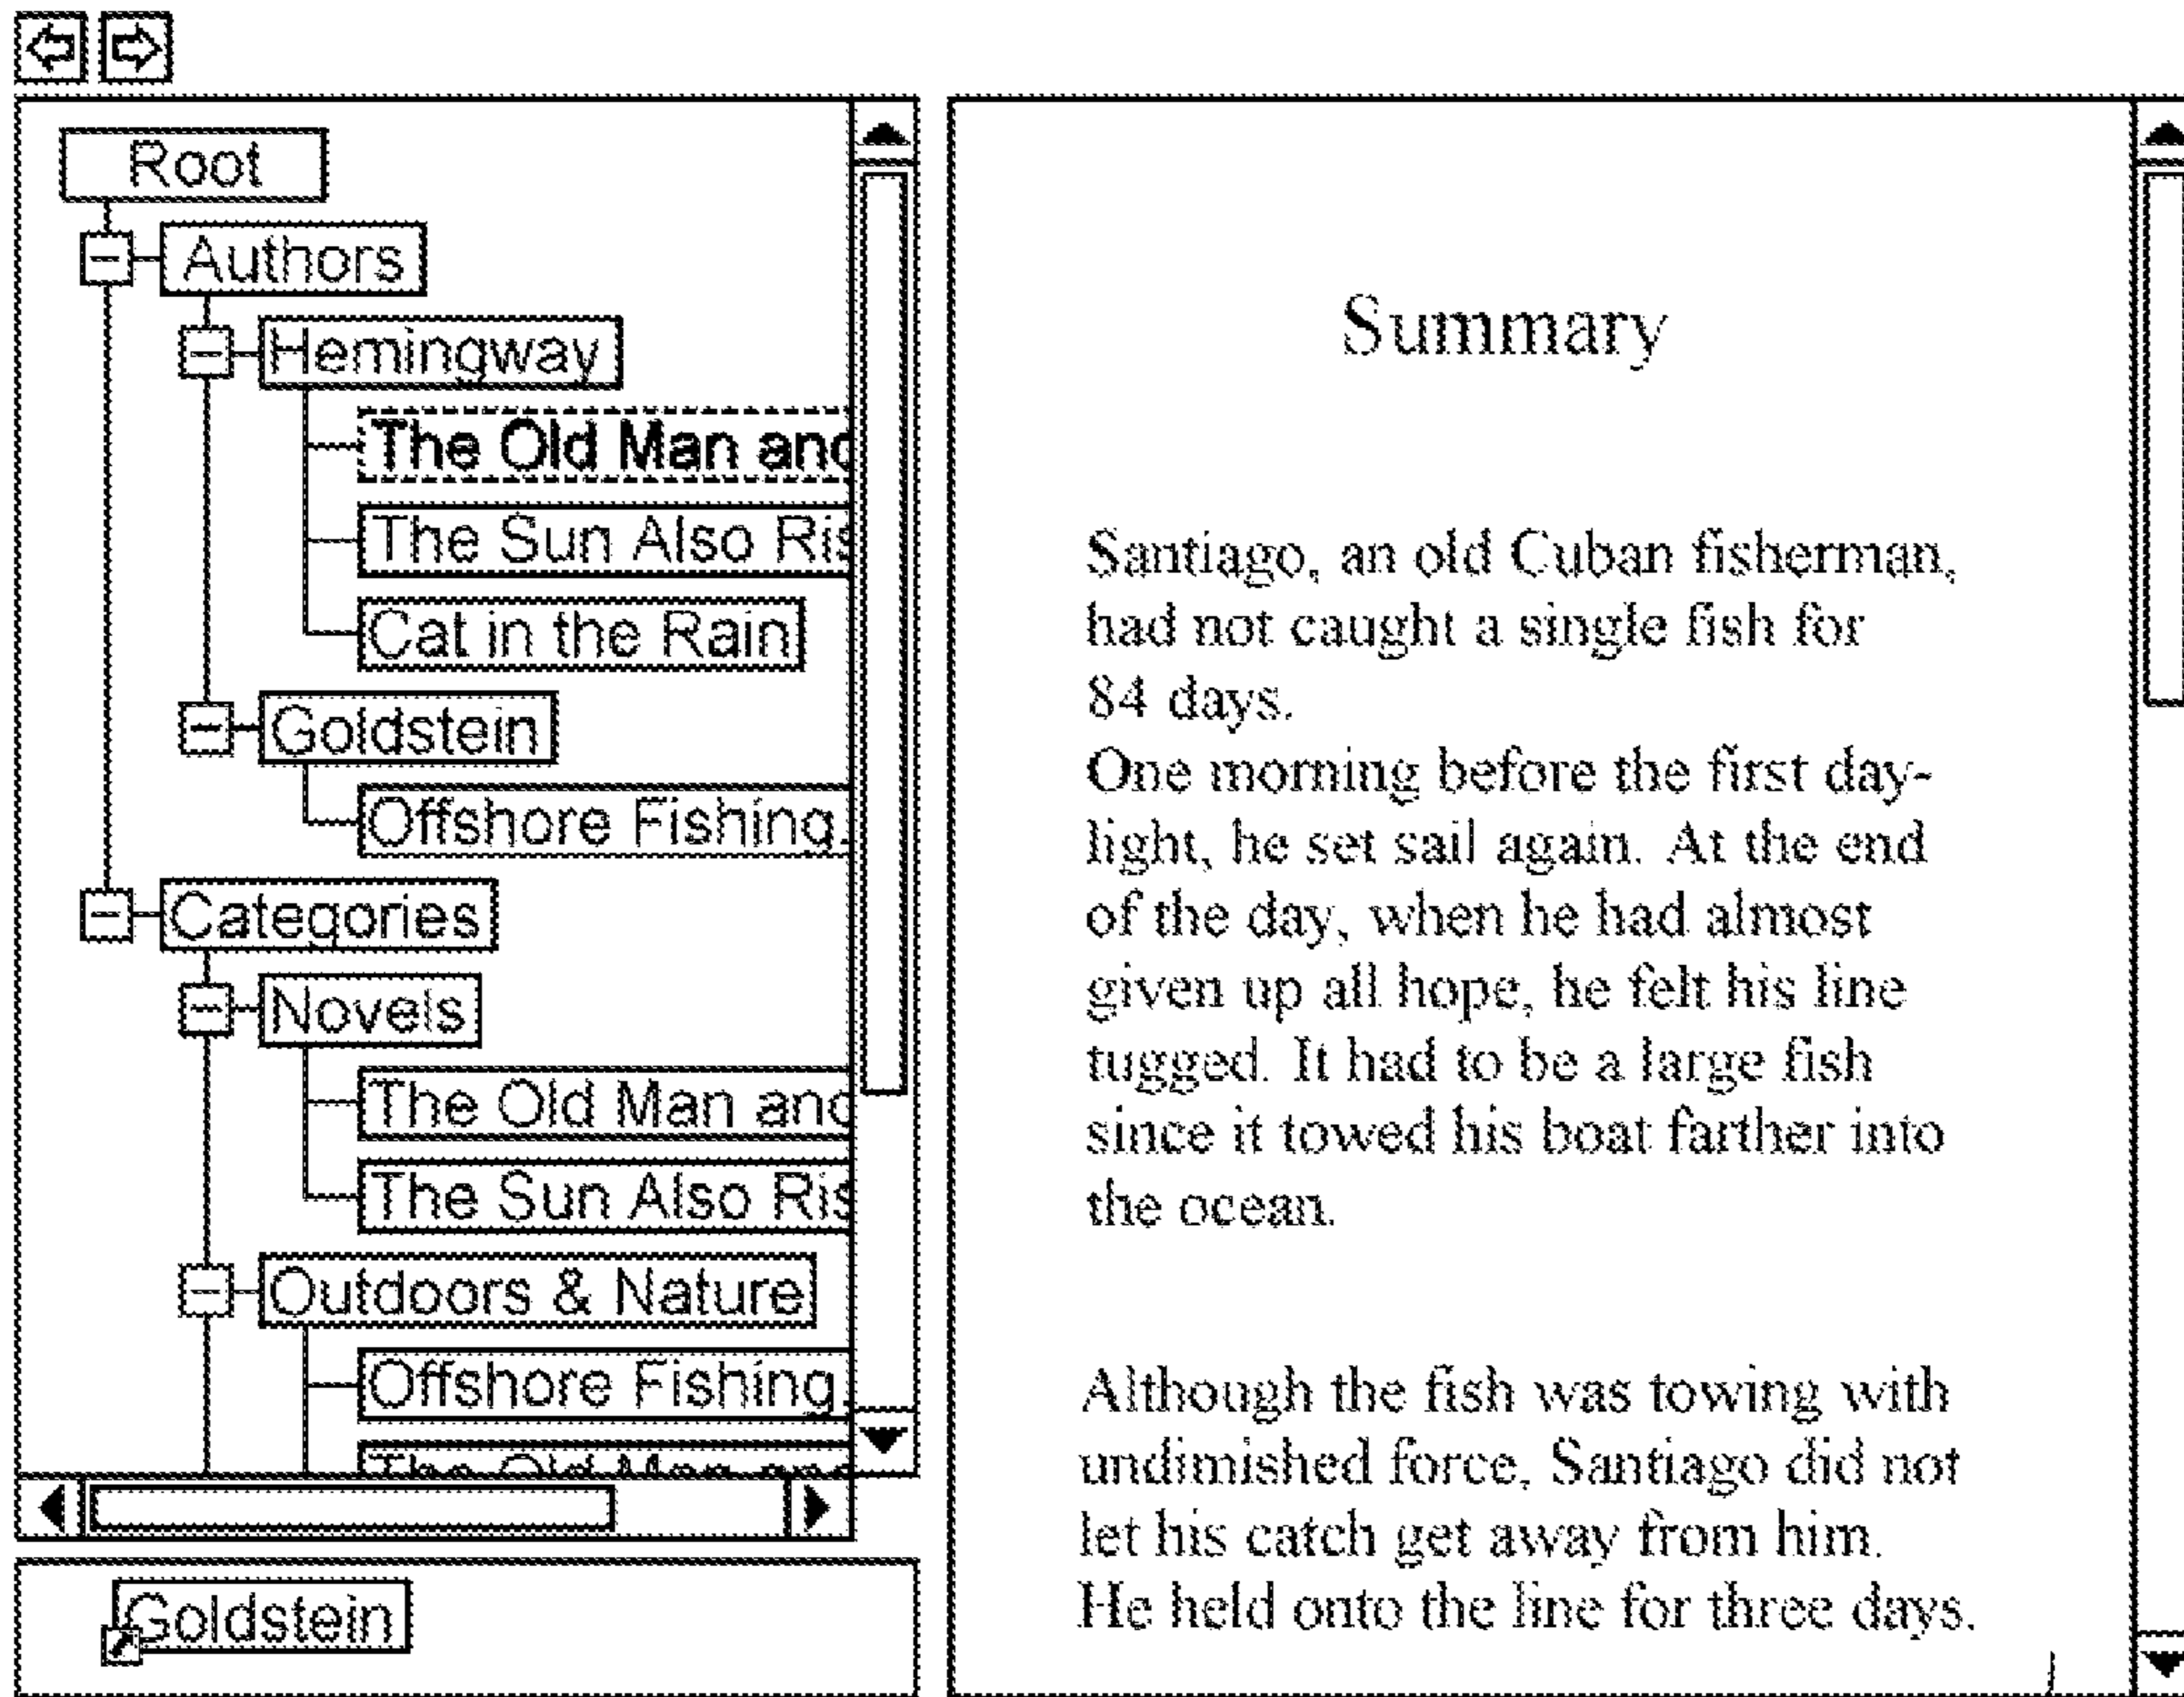 Root
Authors
Hemingway
The Old Man and
The Sun Also Ris
Cat in the Rain
Goldstein
Offshore Fishing.
Categories
Novels
The Old Man and
The Sun Also Ris
Outdoors & Nature
Offshore Fishing.
The Old Man and
Goldstein
Summary
Santiago, an old Cuban fisherman,
had not caught a single fish for
84 days.
One morning before the first day-
light, he set sail again. At the end
of the day, when he had almost
given up all hope, he felt his line
tugged. It had to be a large fish
since it towed his boat farther into
the ocean.
Although the fish was towing with
undimished force, Santiago did not
let his catch get away from him.
He held onto the line for three days.